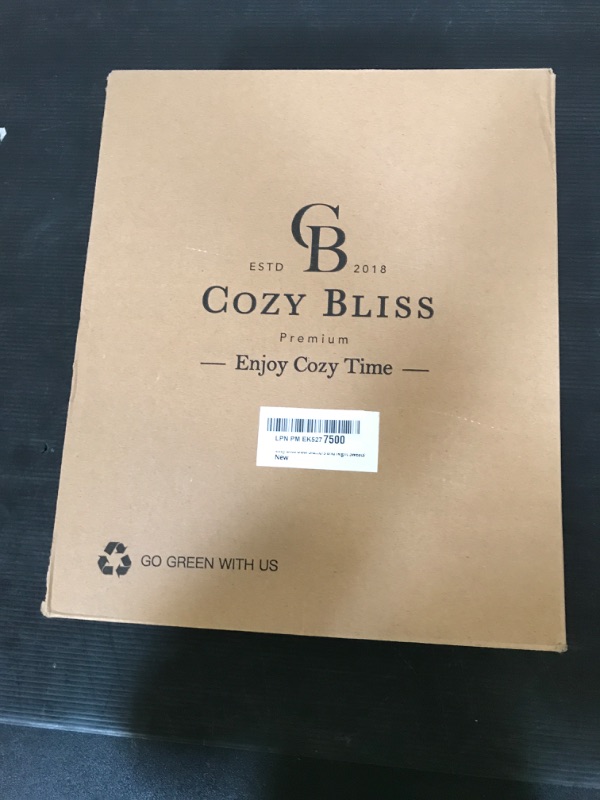 CB
ESTD 2018
COZY BLISS
Premium
— Enjoy Cozy Time —
LPN PM EK527 7500
New
GO GREEN WITH US